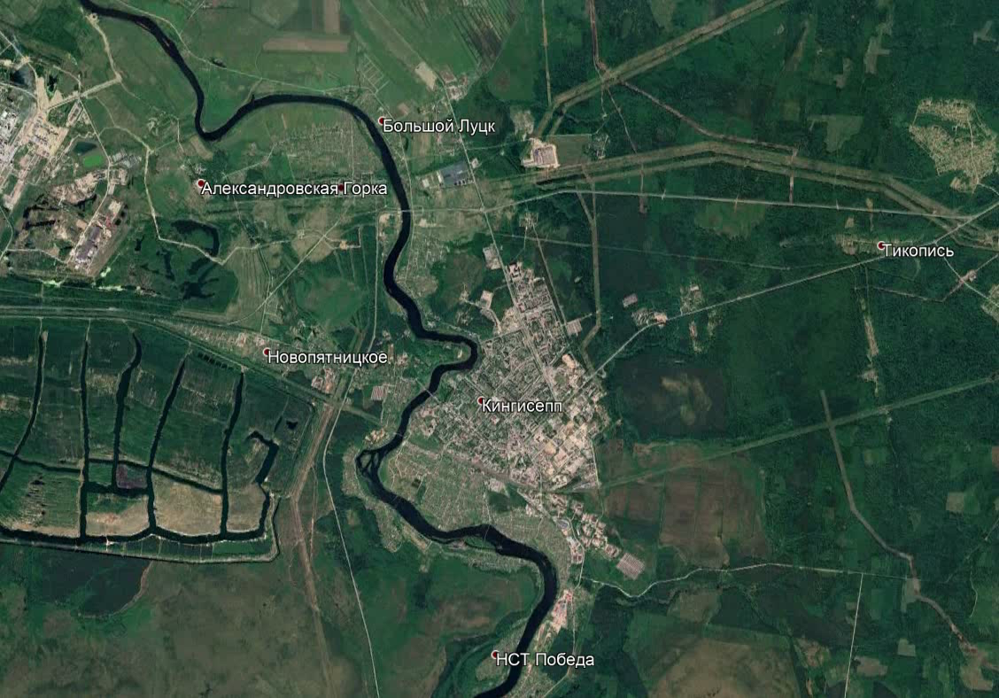 Большой Луцк
Александровская Горка
Тикопись
Новопятницкое
Кингисепп
НСТ Победа